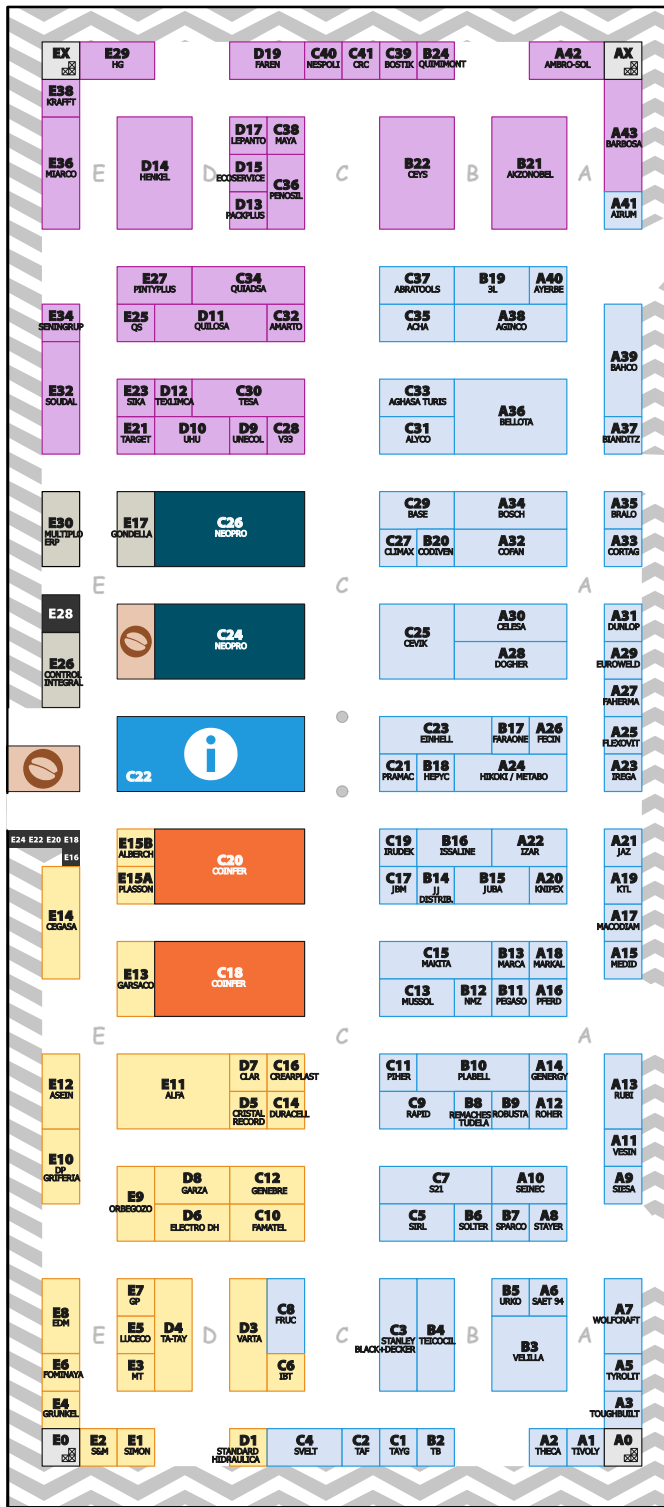 EX
E29
HG
D19
FAREN
C40
NESPOLI
C41
CRC
C39
BOSTIK
B24
QUIMIMONT
A42
AMBRO-SOL
AX
E38
KRAFFT
E36
MIARCO
E
D14
HENKEL
D
D17
LEPANTO
C38
MAYA
D15
ECOSERVICE
C36
PENOSIL
D13
PACKPLUS
C
B22
CEYS
B
B21
AKZONOBEL
A
A43
BARBOSA
A41
AIRUM
E27
PINTYPLUS
C34
QUIADSA
C37
ABRATOOLS
B19
3L
A40
AYERBE
E34
SENINGRUP
E25
QS
D11
QUILOSA
C32
AMARTO
C35
ACHA
A38
AGINCO
A39
BAHCO
E32
SOUDAL
E23
SIKA
D12
TEXLIMCA
C30
TESA
C33
AGHASA TURIS
A36
BELLOTA
E21
TARGET
D10
UHU
D9
UNECOL
C28
V33
C31
ALYCO
A37
BIANDITZ
E30
MULTIPLO
ERP
E17
GONDELLA
C26
NEOPRO
C29
BASE
A34
BOSCH
A35
BRALO
C27
CLIMAX
B20
CODIVEN
A32
COFAN
A33
CORTAG
E
C
A
E28
C24
NEOPRO
C25
CEVIK
A30
CELESA
A31
DUNLOP
E26
CONTROL
INTEGRAL
A28
DOGHER
A29
EUROWELD
A27
FAHERMA
C22
i
C23
EINHELL
B17
FARAONE
A26
FECIN
A25
FLEXOVIT
C21
PRAMAC
B18
HEPYC
A24
HIKOKI / METABO
A23
IREGA
E24 E22 E20 E18
E16
E15B
ALBERCH
C20
COINFER
C19
IRUDEK
B16
ISSALINE
A22
IZAR
A21
JAZ
E14
CEGASA
E15A
PLASSON
C17
JBM
B14
JJ
DISTRIB.
B15
JUBA
A20
KNIPEX
A19
KTL
A17
MACODIAM
E13
GARSACO
C18
COINFER
C15
MAKITA
B13
MARCA
A18
MARKAL
A15
MEDID
C13
MUSSOL
B12
NMZ
B11
PEGASO
A16
PFERD
E
C
A
E12
ASEIN
E11
ALFA
D7
CLAR
C16
CREARPLAST
C11
PIHER
B10
PLABELL
A14
GENERGY
A13
RUBI
D5
CRISTAL
RECORD
C14
DURACELL
C9
RAPID
B8
REMACHES
TUDELA
B9
ROBUSTA
A12
ROHER
E10
DP
GRIFERIA
A11
VESIN
E9
ORBEGOZO
D8
GARZA
C12
GENEBRE
C7
S21
A10
SEINEC
A9
SIESA
D6
ELECTRO DH
C10
FAMATEL
C5
SIRL
B6
SOLTER
B7
SPARCO
A8
STAYER
E8
EDM
E
E7
GP
D4
TA-TAY
D
D3
VARTA
C8
FRUC
C
C3
STANLEY
BLACK+DECKER
B4
TEICOCIL
B
B5
URKO
A6
SAET 94
A
A7
WOLFCRAFT
E5
LUCECO
B3
VELILLA
E6
FOMINAYA
E3
MT
C6
IBT
A5
TYROLIT
E4
GRUNKEL
A3
TOUGHBUILT
E0
E2
S&M
E1
SIMON
D1
STANDARD
HIDRAULICA
C4
SVELT
C2
TAF
C1
TAYG
B2
TB
A2
THECA
A1
TIVOLY
A0